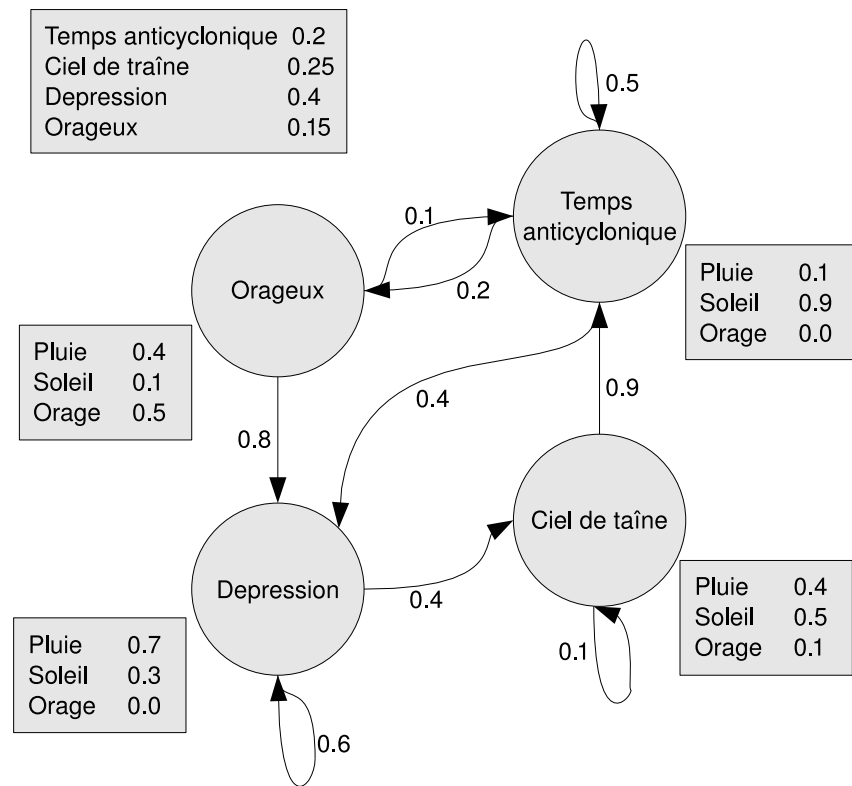 Temps anticyclonique 0.2
Ciel de traîne 0.25
Depression 0.4
Orageux 0.15
0.5
Temps
anticyclonique
0.1
0.2
Orageux
Pluie 0.1
Soleil 0.9
Orage 0.0
Pluie 0.4
Soleil 0.1
Orage 0.5
0.4
0.9
0.8
Ciel de taîne
Depression
0.4
Pluie 0.4
Soleil 0.5
Orage 0.1
Pluie 0.7
Soleil 0.3
Orage 0.0
0.1
0.6